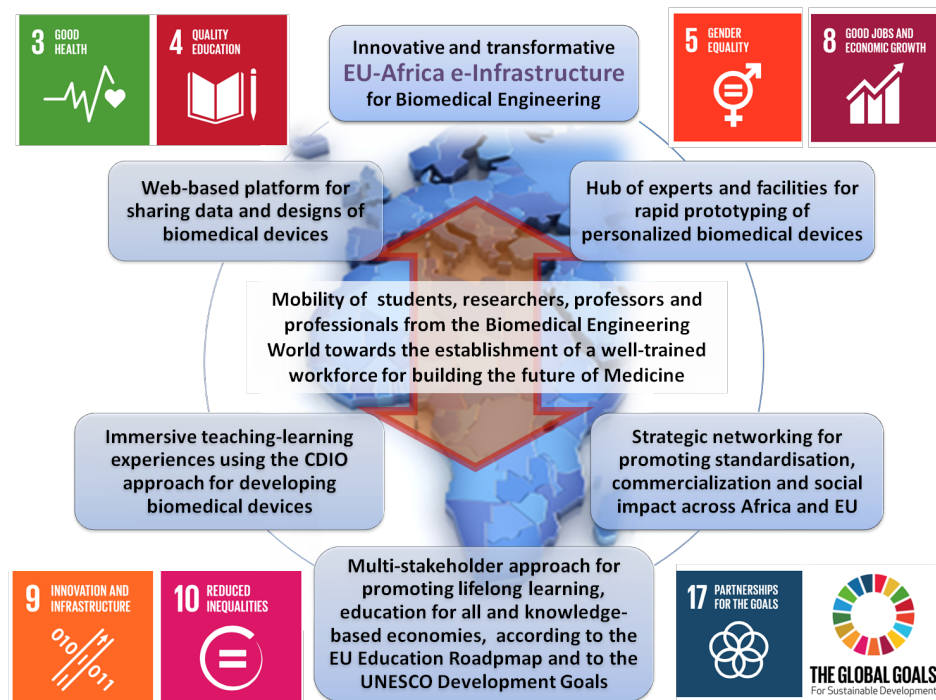 3 GOOD
HEALTH
4 QUALITY
EDUCATION
Innovative and transformative
EU-Africa e-Infrastructure
for Biomedical Engineering
5 GENDER
EQUALITY
8 GOOD JOBS AND
ECONOMIC GROWTH
Web-based platform for
sharing data and designs of
biomedical devices
Hub of experts and facilities for
rapid prototyping of
personalized biomedical devices
Mobility of students, researchers, professors and
professionals from the Biomedical Engineering
World towards the establishment of a well-trained
workforce for building the future of Medicine
Immersive teaching-learning
experiences using the CDIO
approach for developing
biomedical devices
Strategic networking for
promoting standardisation,
commercialization and social
impact across Africa and EU
Multi-stakeholder approach for
promoting lifelong learning,
education for all and knowledge-
based economies, according to the
EU Education Roadpmap and to the
UNESCO Development Goals
9 INNOVATION AND
INFRASTRUCTURE
010
011
10 REDUCED
INEQUALITIES
17 PARTNERSHIPS
FOR THE GOALS
THE GLOBAL GOALS
For Sustainable Development